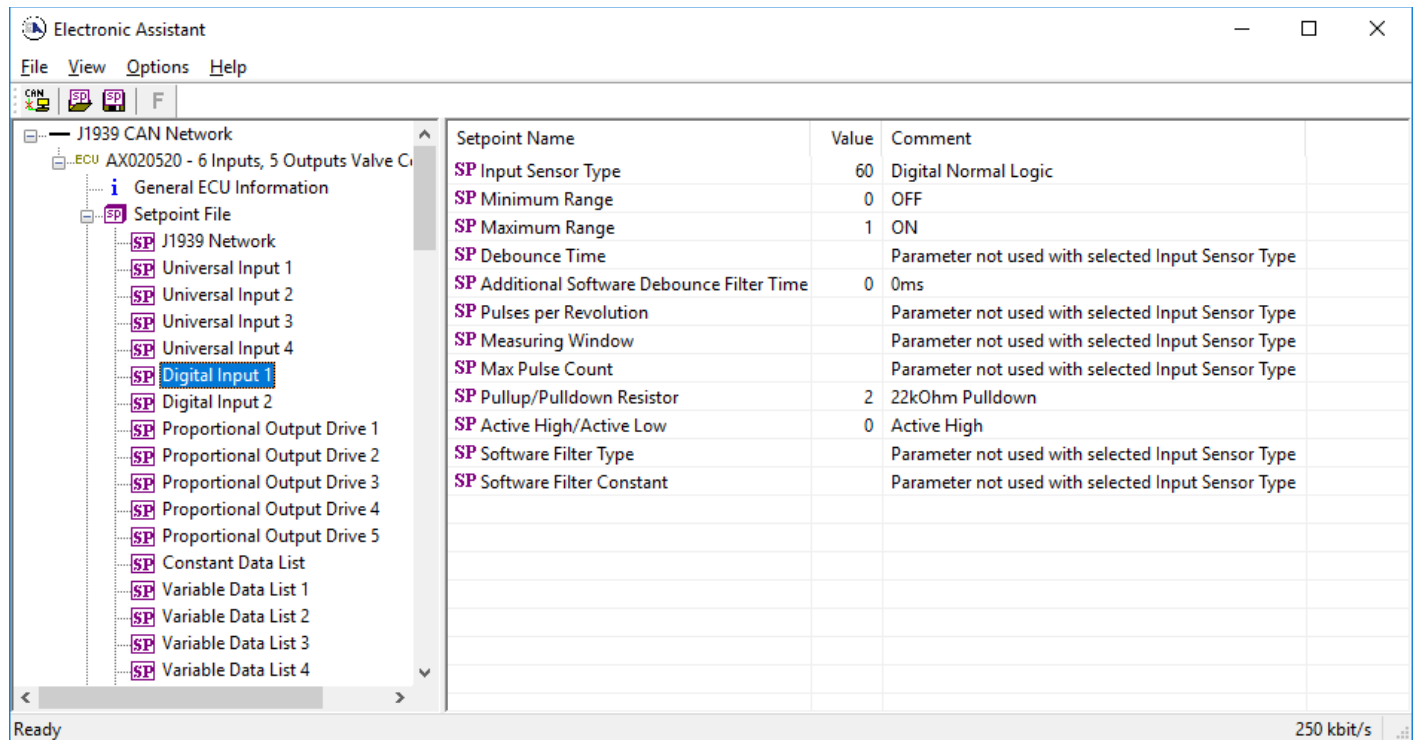 Electronic Assistant
File View Options Help
CAN SP SP F
J1939 CAN Network
ECU AX020520 - 6 Inputs, 5 Outputs Valve C
i General ECU Information
SP Setpoint File
SP J1939 Network
SP Universal Input 1
SP Universal Input 2
SP Universal Input 3
SP Universal Input 4
SP Digital Input 1
SP Digital Input 2
SP Proportional Output Drive 1
SP Proportional Output Drive 2
SP Proportional Output Drive 3
SP Proportional Output Drive 4
SP Proportional Output Drive 5
SP Constant Data List
SP Variable Data List 1
SP Variable Data List 2
SP Variable Data List 3
SP Variable Data List 4
Setpoint Name Value Comment
SP Input Sensor Type 60 Digital Normal Logic
SP Minimum Range 0 OFF
SP Maximum Range 1 ON
SP Debounce Time Parameter not used with selected Input Sensor Type
SP Additional Software Debounce Filter Time 0 0ms
SP Pulses per Revolution Parameter not used with selected Input Sensor Type
SP Measuring Window Parameter not used with selected Input Sensor Type
SP Max Pulse Count Parameter not used with selected Input Sensor Type
SP Pullup/Pulldown Resistor 2 22kOhm Pulldown
SP Active High/Active Low 0 Active High
SP Software Filter Type Parameter not used with selected Input Sensor Type
SP Software Filter Constant Parameter not used with selected Input Sensor Type
Ready 250 kbit/s